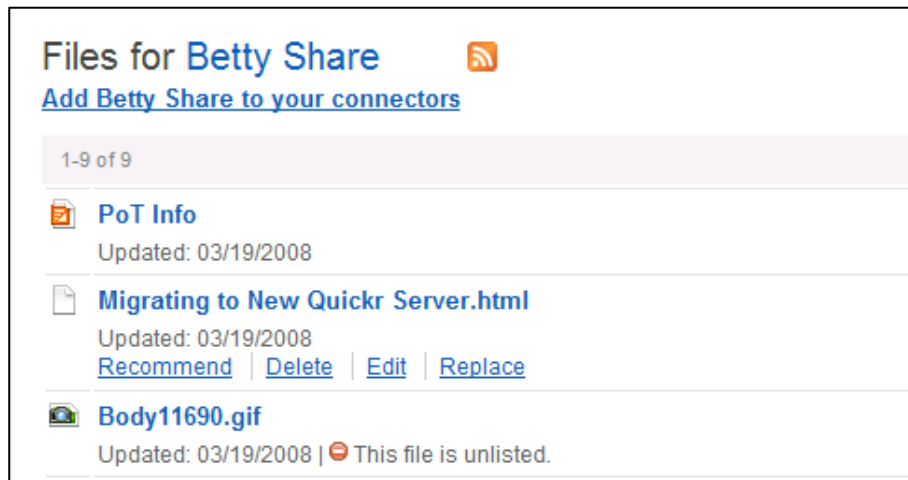 Files for Betty Share
Add Betty Share to your connectors
1-9 of 9
PoT Info
Updated: 03/19/2008
Migrating to New Quickr Server.html
Updated: 03/19/2008
Recommend | Delete | Edit | Replace
Body11690.gif
Updated: 03/19/2008 | This file is unlisted.